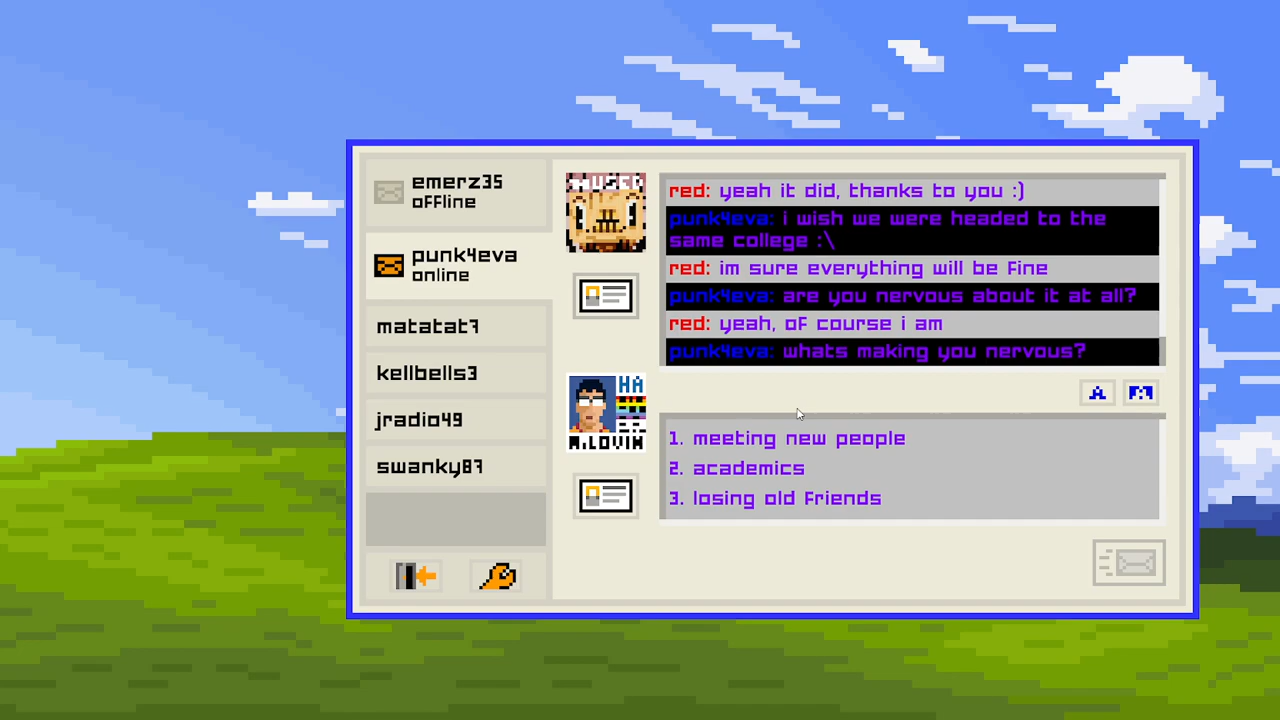 emerz35
offline
punk4eva
online
matatat7
kellbells3
jradio49
swanky87
red: yeah it did, thanks to you :)
punk4eva: i wish we were headed to the
same college :\
red: im sure everything will be fine
punk4eva: are you nervous about it at all?
red: yeah, of course i am
punk4eva: whats making you nervous?
A
HA
M.LOVIN
1. meeting new people
2. academics
3. losing old friends